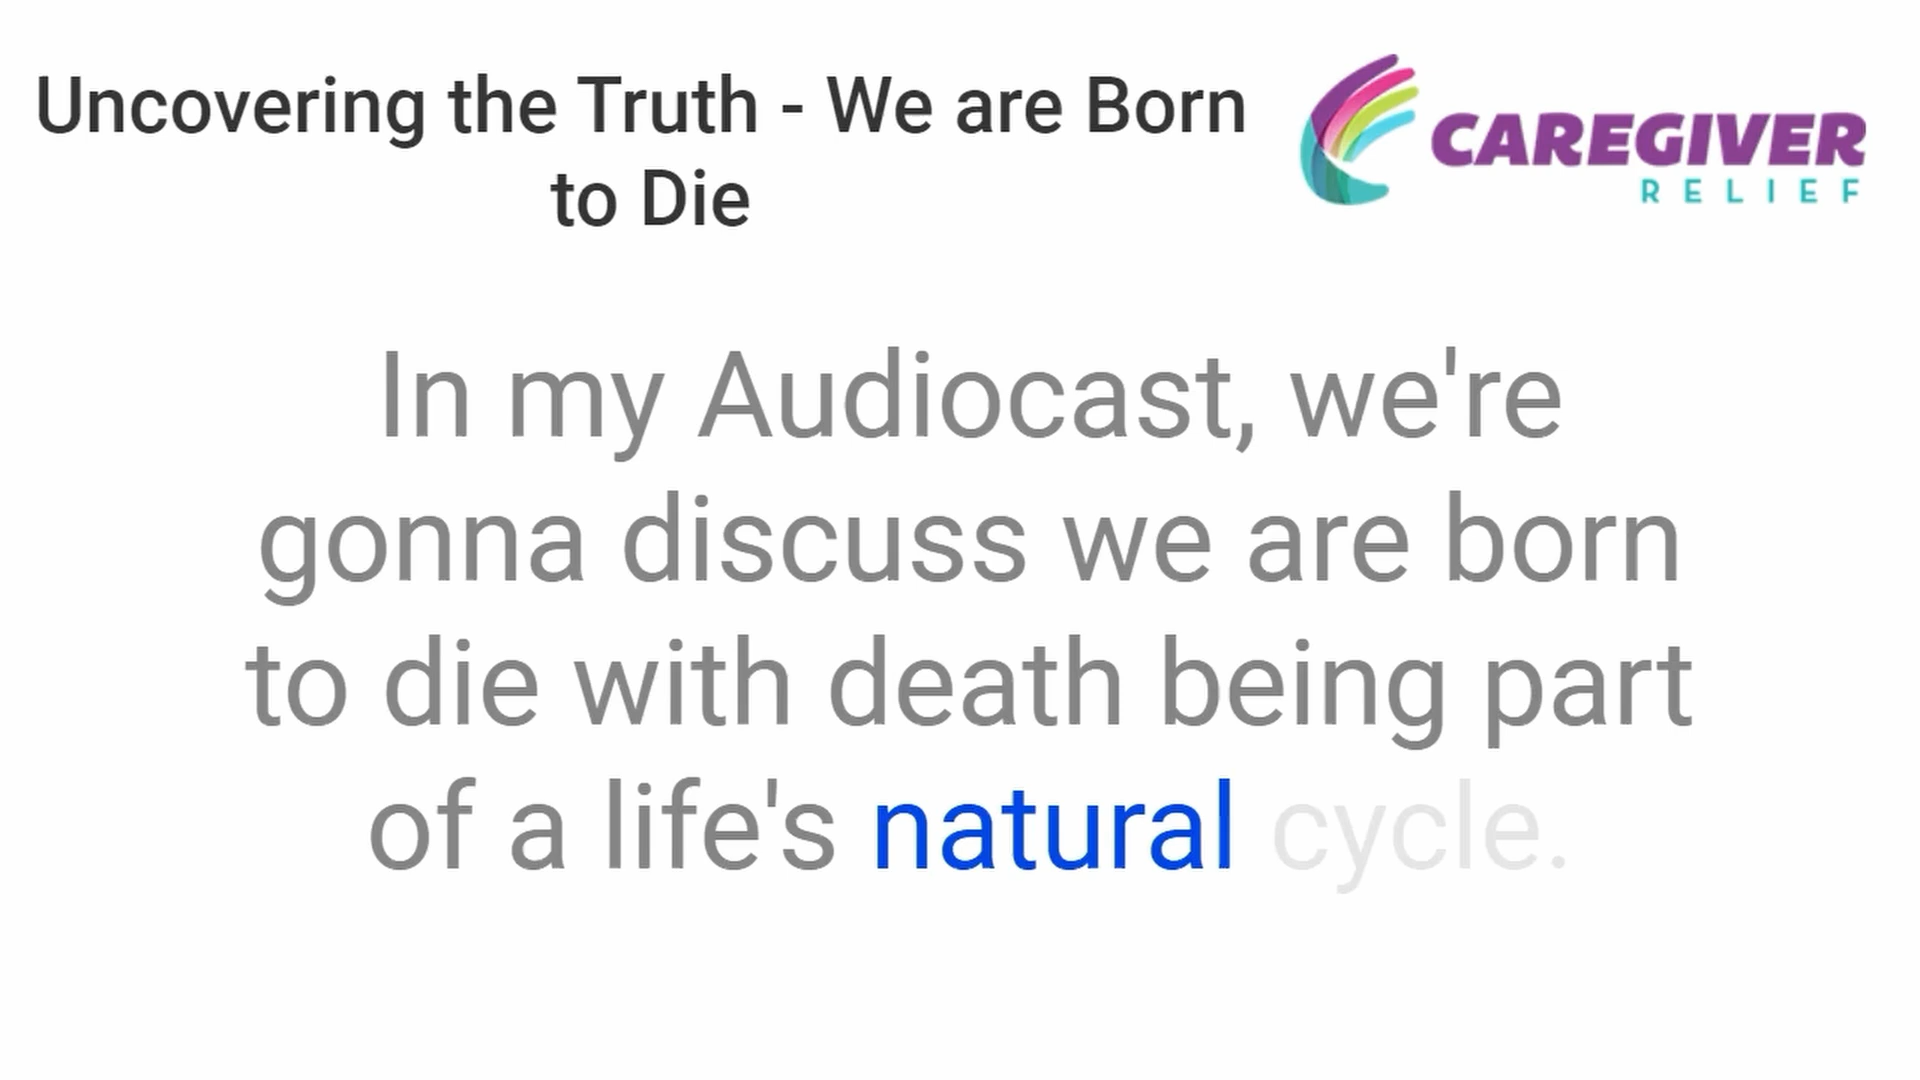 Uncovering the Truth - We are Born
to Die
CAREGIVER
RELIEF
In my Audiocast, we're
gonna discuss we are born
to die with death being part
of a life's natural cycle.